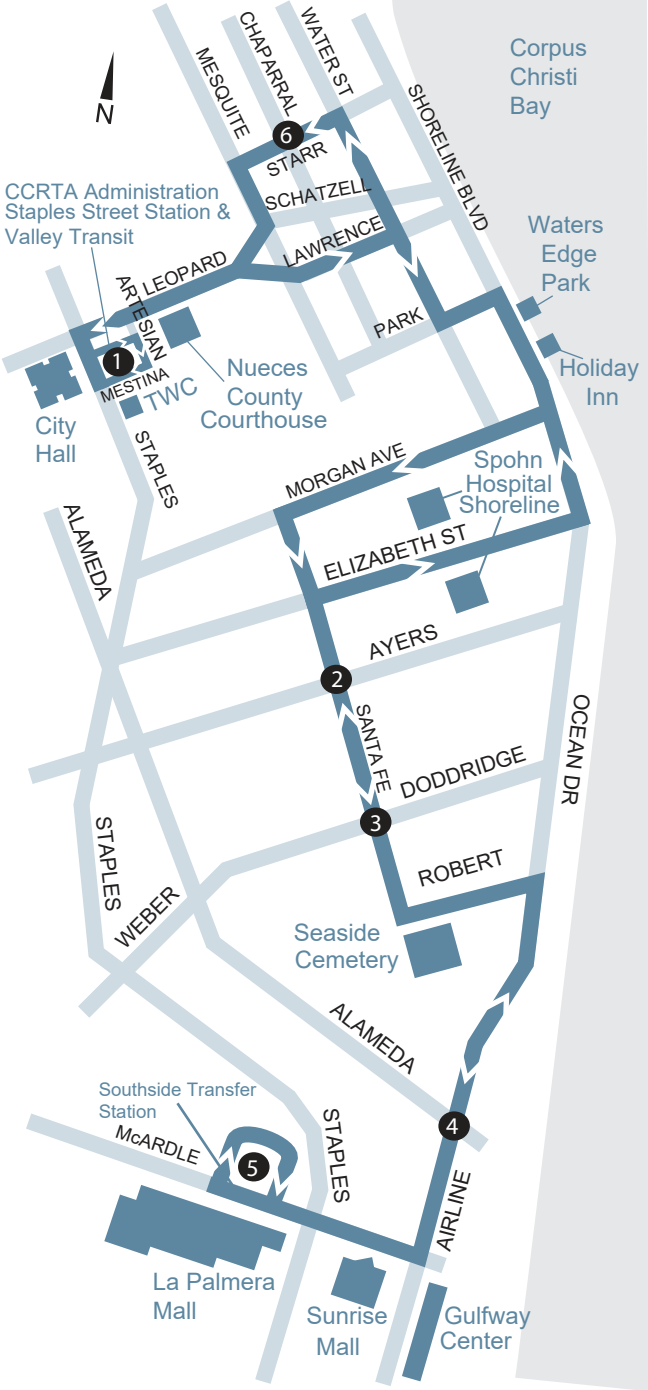 WATER ST
CHAPARRAL
MESQUITE
Corpus
Christi
Bay
N
SHORELINE BLVD
6
STARR
CCRTA Administration
Staples Street Station &
Valley Transit
SCHATZELL
LAWRENCE
Waters
Edge
Park
LEOPARD
ARTESIAN
PARK
1
MESTINA
TWC
Nueces
County
Courthouse
Holiday
Inn
City
Hall
STAPLES
MORGAN AVE
Spohn
Hospital
Shoreline
ALAMEDA
ELIZABETH ST
AYERS
2
SANTA FE
OCEAN DR
DODDRIDGE
3
STAPLES
ROBERT
WEBER
Seaside
Cemetery
ALAMEDA
Southside Transfer
Station
4
McARDLE
STAPLES
5
AIRLINE
La Palmera
Mall
Sunrise
Mall
Gulfway
Center